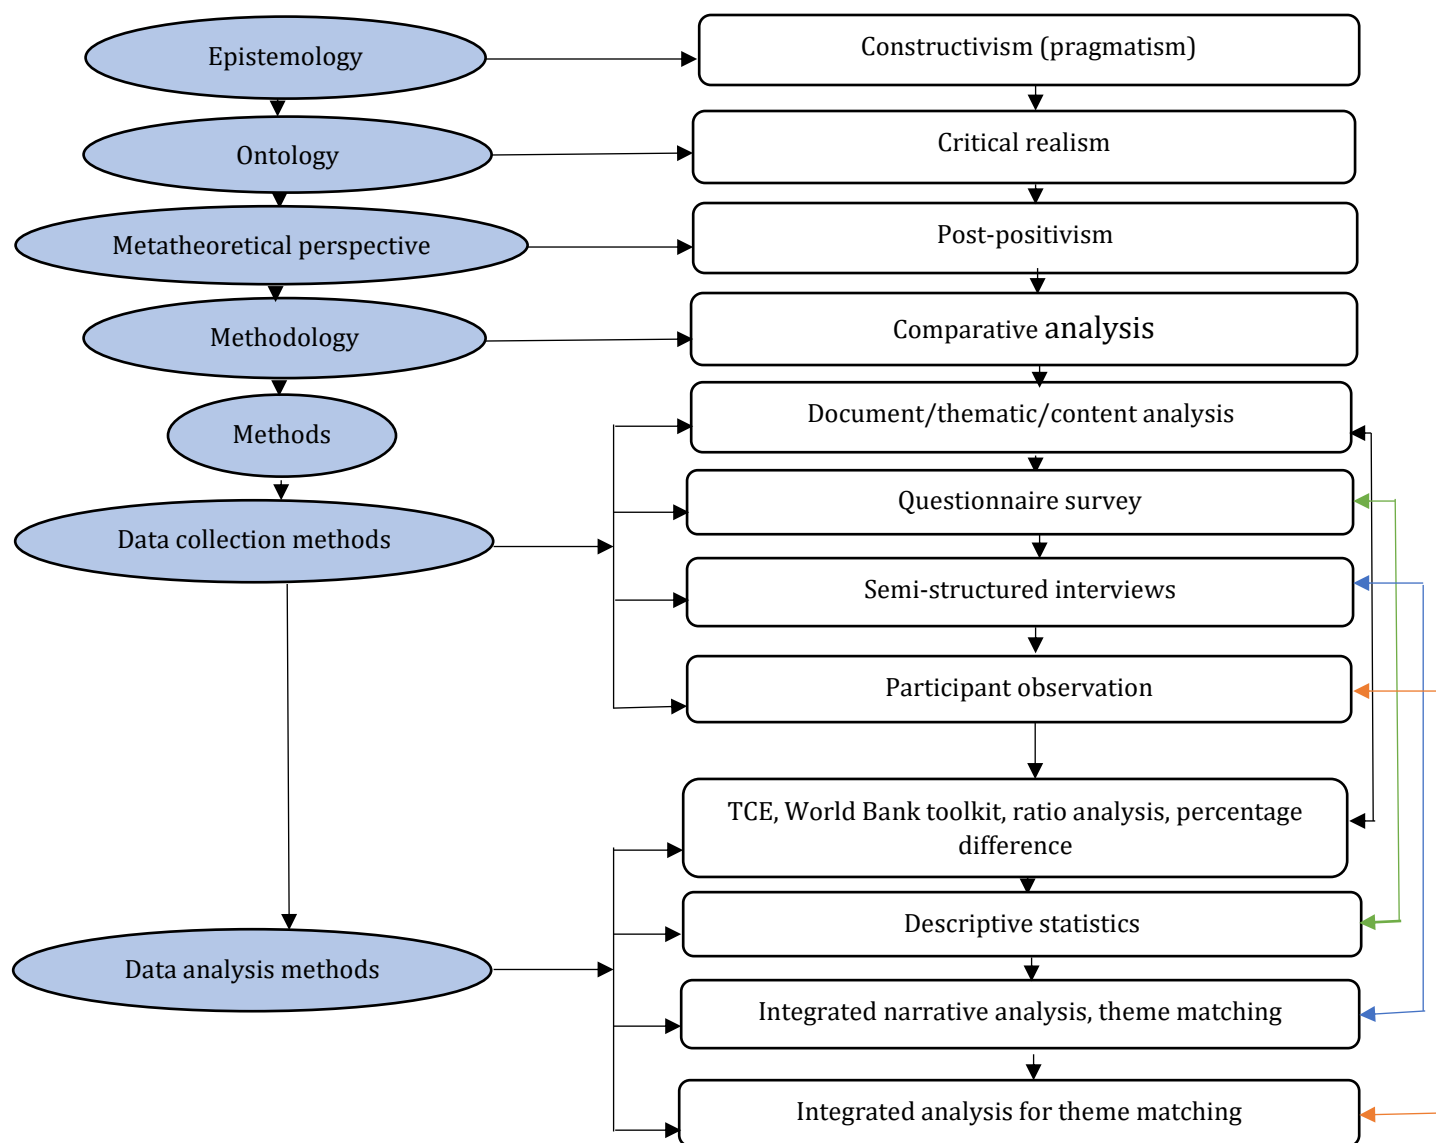 Epistemology
Constructivism (pragmatism)
Ontology
Critical realism
Metatheoretical perspective
Post-positivism
Methodology
Comparative analysis
Methods
Document/thematic/content analysis
Questionnaire survey
Data collection methods
Semi-structured interviews
Participant observation
TCE, World Bank toolkit, ratio analysis, percentage
difference
Descriptive statistics
Data analysis methods
Integrated narrative analysis, theme matching
Integrated analysis for theme matching